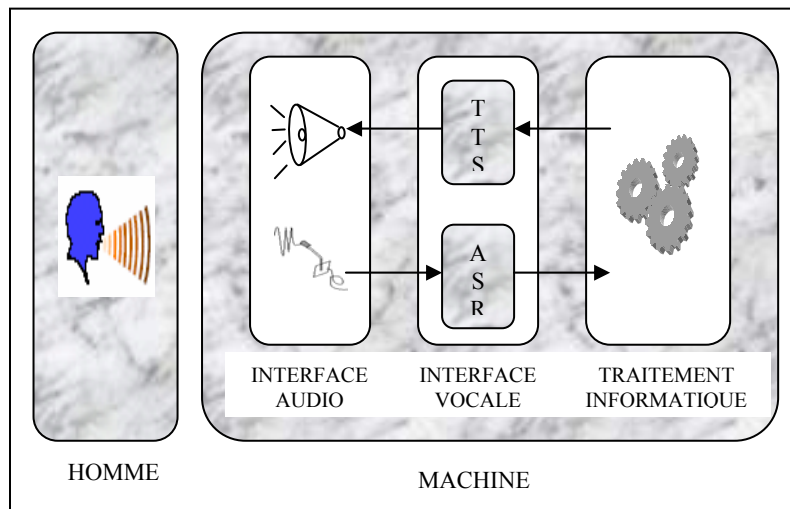 T
T
S
A
S
R
INTERFACE
AUDIO
INTERFACE
VOCALE
TRAITEMENT
INFORMATIQUE
HOMME
MACHINE